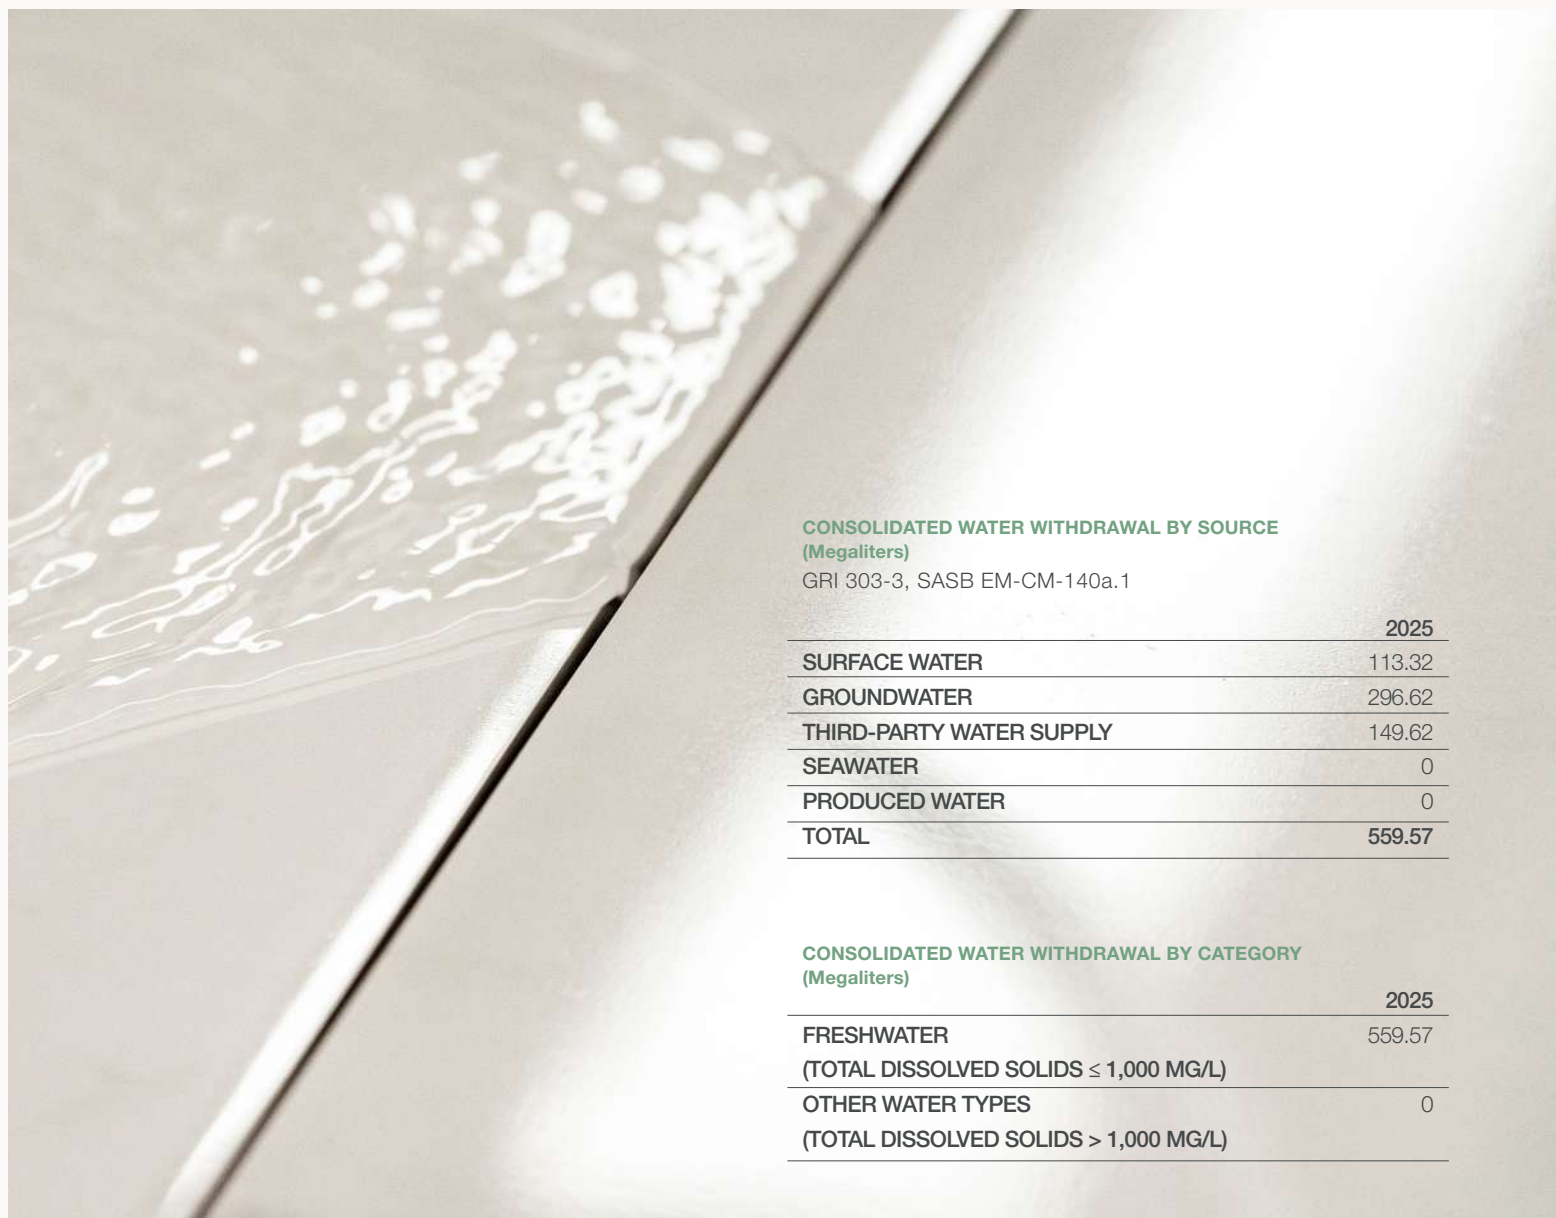 CONSOLIDATED WATER WITHDRAWAL BY SOURCE
(Megaliters)
GRI 303-3, SASB EM-CM-140a.1
2025
SURFACE WATER 113.32
GROUNDWATER 296.62
THIRD-PARTY WATER SUPPLY 149.62
SEAWATER 0
PRODUCED WATER 0
TOTAL 559.57
CONSOLIDATED WATER WITHDRAWAL BY CATEGORY
(Megaliters)
2025
FRESHWATER 559.57
(TOTAL DISSOLVED SOLIDS ≤ 1,000 MG/L)
OTHER WATER TYPES 0
(TOTAL DISSOLVED SOLIDS > 1,000 MG/L)